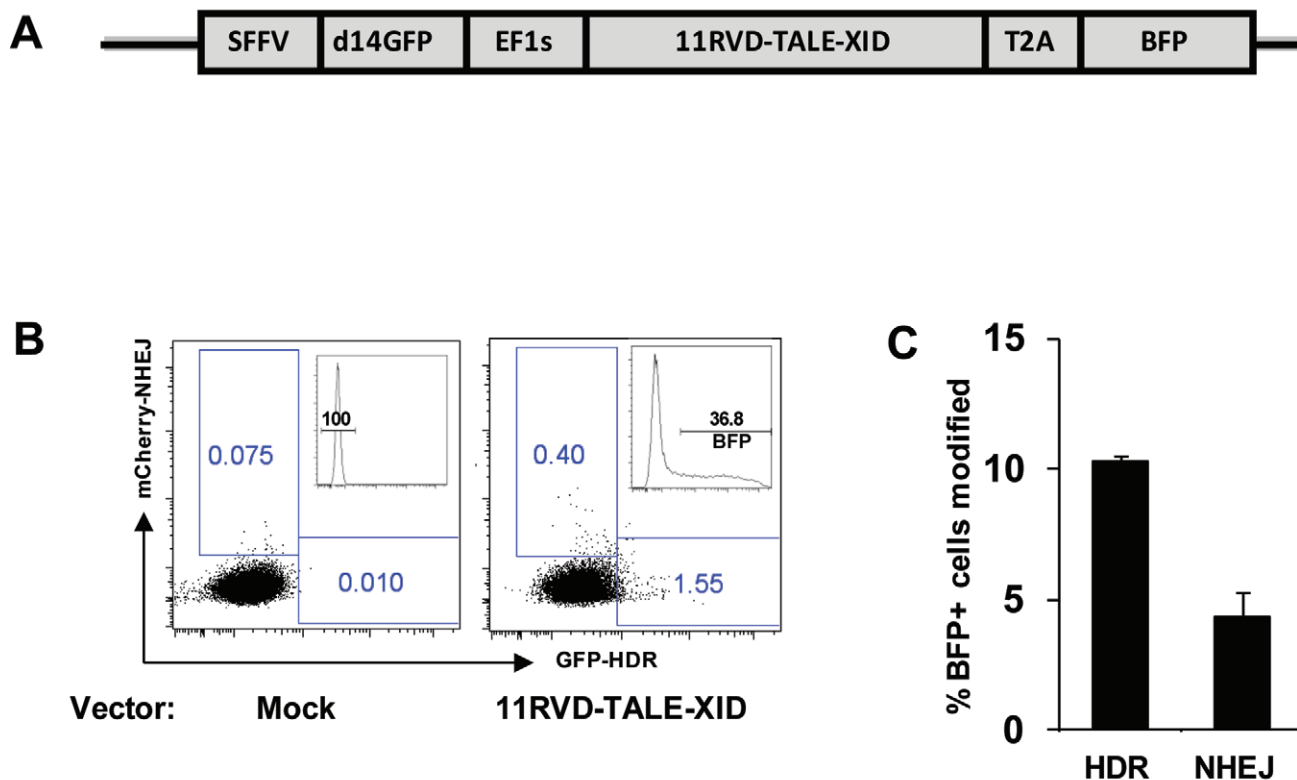 A
SFFV d14GFP EF1s 11RVD-TALE-XID T2A BFP
B
mCherry-NHEJ
100
0.075
0.010
36.8
BFP
0.40
1.55
GFP-HDR
Vector: Mock 11RVD-TALE-XID
C
% BFP+ cells modified
15
10
5
0
HDR NHEJ